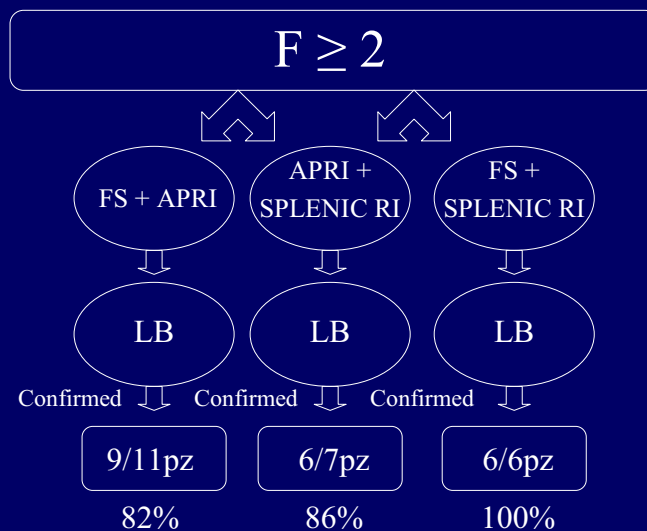 F ≥ 2
FS + APRI
APRI +
SPLENIC RI
FS +
SPLENIC RI
LB
LB
LB
Confirmed
Confirmed
Confirmed
9/11pz
6/7pz
6/6pz
82%
86%
100%